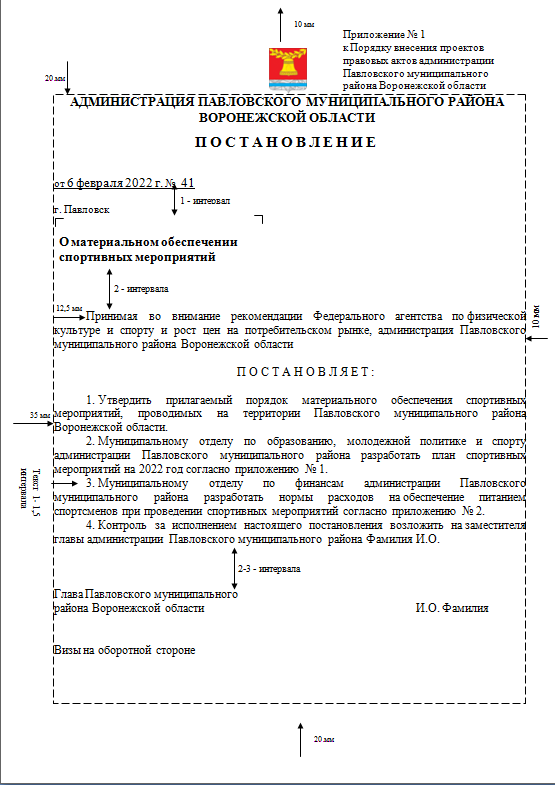 10 мм
Приложение № 1
к Порядку внесения проектов
правовых актов администрации
Павловского муниципального
района Воронежской области
20 мм
АДМИНИСТРАЦИЯ ПАВЛОВСКОГО МУНИЦИПАЛЬНОГО РАЙОНА
ВОРОНЕЖСКОЙ ОБЛАСТИ
П О С Т А Н О В Л Е Н И Е
от 6 февраля 2022 г. № 41
1 - интервал
г. Павловск
О материальном обеспечении
спортивных мероприятий
2 - интервала
12,5 мм
10 мм
Принимая во внимание рекомендации Федерального агентства по физической
культуре и спорту и рост цен на потребительском рынке, администрация Павловского
муниципального района Воронежской области
П О С Т А Н О В Л Я Е Т :
1. Утвердить прилагаемый порядок материального обеспечения спортивных
35 мм
мероприятий, проводимых на территории Павловского муниципального района
Воронежской области.
2. Муниципальному отделу по образованию, молодежной политике и спорту
администрации Павловского муниципального района разработать план спортивных
мероприятий на 2022 год согласно приложению № 1.
Текст 1- 1,5
интервала
3. Муниципальному отделу по финансам администрации Павловского
муниципального района разработать нормы расходов на обеспечение питанием
спортсменов при проведении спортивных мероприятий согласно приложению № 2.
4. Контроль за исполнением настоящего постановления возложить на заместителя
главы администрации Павловского муниципального района Фамилия И.О.
2-3 - интервала
Глава Павловского муниципального
района Воронежской области И.О. Фамилия
Визы на оборотной стороне
20 мм